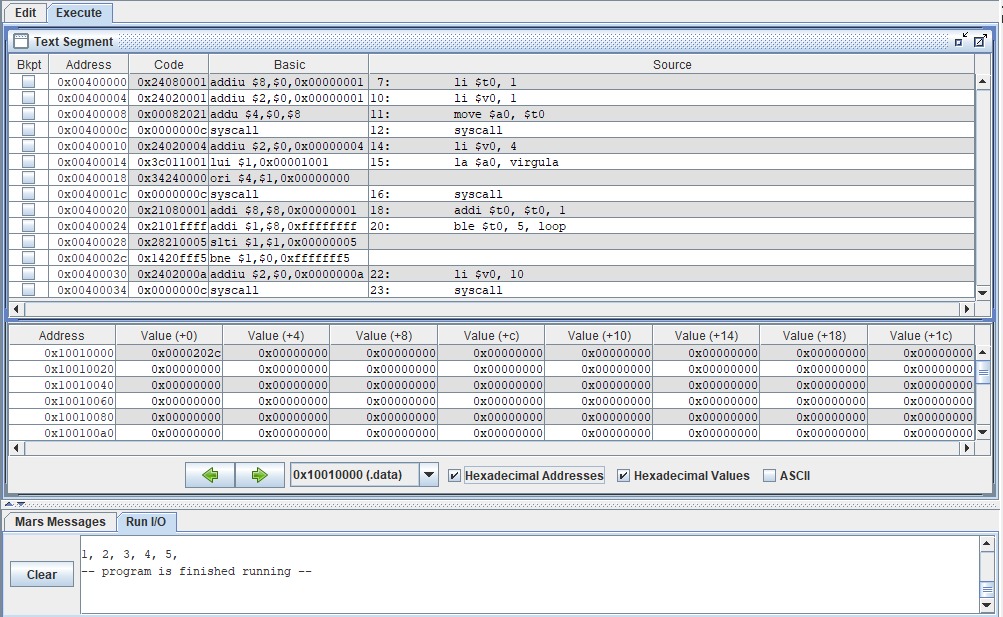 Edit Execute
Text Segment
Bkpt Address Code Basic Source
0x00400000 0x24080001 addiu $8,$0,0x00000001 7: li $t0, 1
0x00400004 0x24020001 addiu $2,$0,0x00000001 10: li $v0, 1
0x00400008 0x00082021 addu $4,$0,$8 11: move $a0, $t0
0x0040000c 0x0000000c syscall 12: syscall
0x00400010 0x24020004 addiu $2,$0,0x00000004 14: li $v0, 4
0x00400014 0x3c011001 lui $1,0x00001001 15: la $a0, virgula
0x00400018 0x34240000 ori $4,$1,0x00000000
0x0040001c 0x0000000c syscall 16: syscall
0x00400020 0x21080001 addi $8,$8,0x00000001 18: addi $t0, $t0, 1
0x00400024 0x2101ffff addi $1,$8,0xffffffff 20: ble $t0, 5, loop
0x00400028 0x28210005 slti $1,$1,0x00000005
0x0040002c 0x1420fff5 bne $1,$0,0xfffffff5
0x00400030 0x2402000a addiu $2,$0,0x0000000a 22: li $v0, 10
0x00400034 0x0000000c syscall 23: syscall
Address Value (+0) Value (+4) Value (+8) Value (+c) Value (+10) Value (+14) Value (+18) Value (+1c)
0x10010000 0x0000202c 0x00000000 0x00000000 0x00000000 0x00000000 0x00000000 0x00000000 0x00000000
0x10010020 0x00000000 0x00000000 0x00000000 0x00000000 0x00000000 0x00000000 0x00000000 0x00000000
0x10010040 0x00000000 0x00000000 0x00000000 0x00000000 0x00000000 0x00000000 0x00000000 0x00000000
0x10010060 0x00000000 0x00000000 0x00000000 0x00000000 0x00000000 0x00000000 0x00000000 0x00000000
0x10010080 0x00000000 0x00000000 0x00000000 0x00000000 0x00000000 0x00000000 0x00000000 0x00000000
0x100100a0 0x00000000 0x00000000 0x00000000 0x00000000 0x00000000 0x00000000 0x00000000 0x00000000
0x10010000 (.data) Hexadecimal Addresses Hexadecimal Values ASCII
Mars Messages Run I/O
1, 2, 3, 4, 5,
-- program is finished running --
Clear